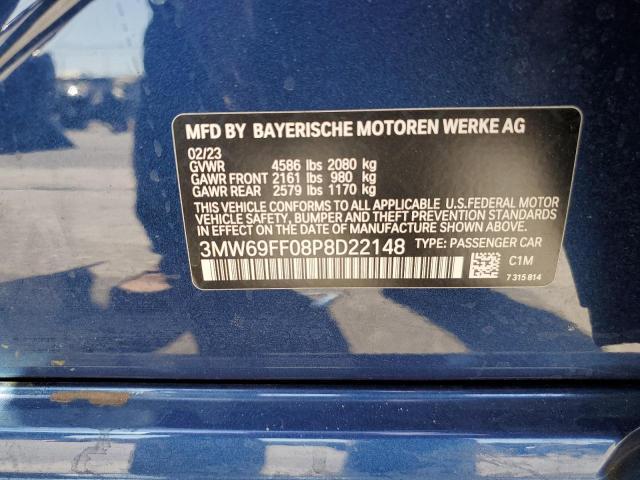 MFD BY BAYERISCHE MOTOREN WERKE AG
02/23
GVWR 4586 lbs 2080 kg
GAWR FRONT 2161 lbs 980 kg
GAWR REAR 2579 lbs 1170 kg
THIS VEHICLE CONFORMS TO ALL APPLICABLE U.S.FEDERAL MOTOR
VEHICLE SAFETY, BUMPER AND THEFT PREVENTION STANDARDS
IN EFFECT ON THE DATE OF MANUFACTURE SHOWN ABOVE.
3MW69FF08P8D22148 TYPE: PASSENGER CAR
C1M
7 315 814